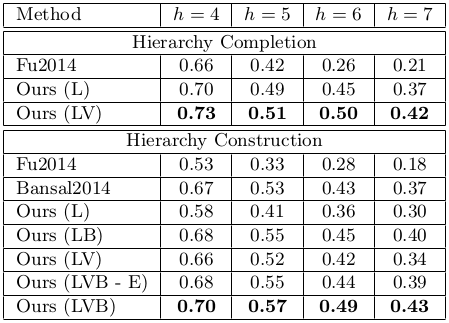 Method h = 4 h = 5 h = 6 h = 7
Hierarchy Completion
Fu2014 0.66 0.42 0.26 0.21
Ours (L) 0.70 0.49 0.45 0.37
Ours (LV) 0.73 0.51 0.50 0.42
Hierarchy Construction
Fu2014 0.53 0.33 0.28 0.18
Bansal2014 0.67 0.53 0.43 0.37
Ours (L) 0.58 0.41 0.36 0.30
Ours (LB) 0.68 0.55 0.45 0.40
Ours (LV) 0.66 0.52 0.42 0.34
Ours (LVB - E) 0.68 0.55 0.44 0.39
Ours (LVB) 0.70 0.57 0.49 0.43